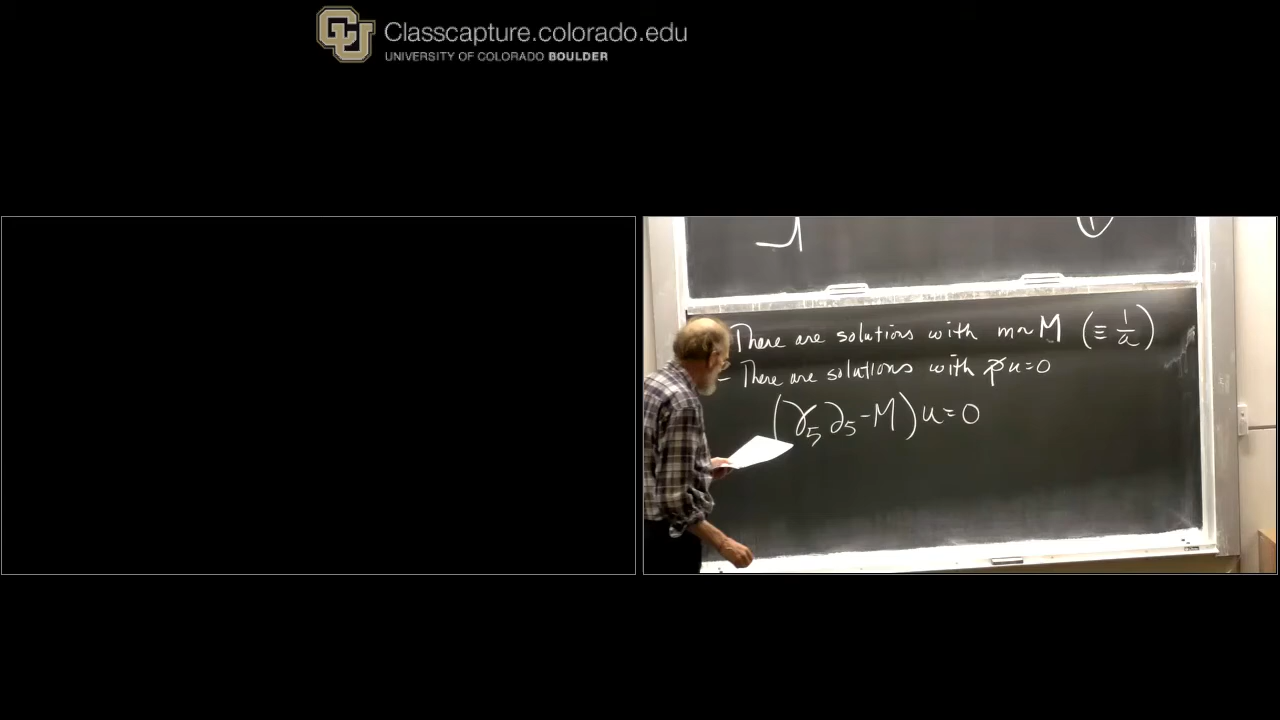 Classcapture.colorado.edu
UNIVERSITY OF COLORADO BOULDER
There are solutions with m~M (≡ 1/a)
- There are solutions with p̸u=0
(γ₅∂₅-M)u=0